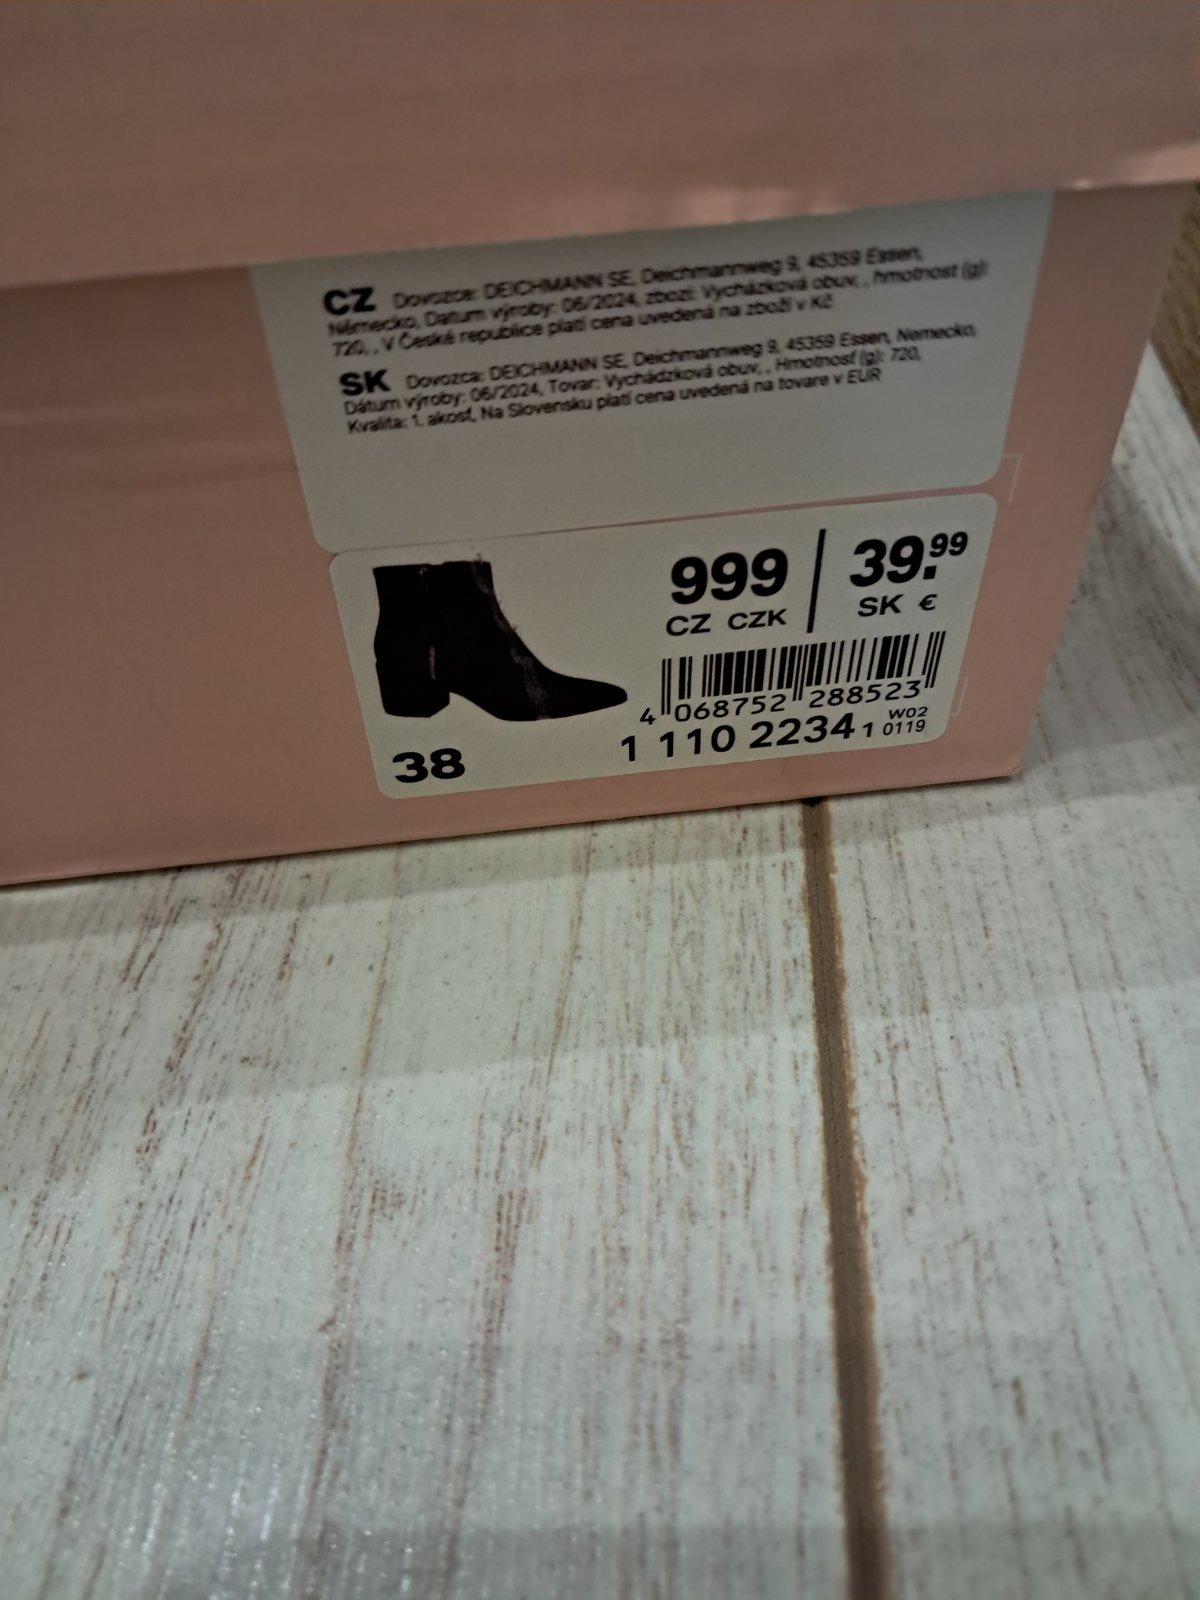 CZ Dovozce: DEICHMANN SE, Deichmannweg 9, 45359 Essen,
Německo, Datum výroby: 06/2024, zbozi: Vycházková obuv, , hmotnost (g):
720, , V České republice platí cena uvedená na zboží v Kč
SK Dovozca: DEICHMANN SE, Deichmannweg 9, 45359 Essen, Nemecko,
Dátum výroby: 06/2024, Tovar: Vychádzková obuv, , Hmotnosť (g): 720,
Kvalita: 1. akosť, Na Slovensku platí cena uvedená na tovare v EUR
999 | 39.99
CZ CZK SK €
4 068752 288523
1 110 2234 1 W02 0119
38